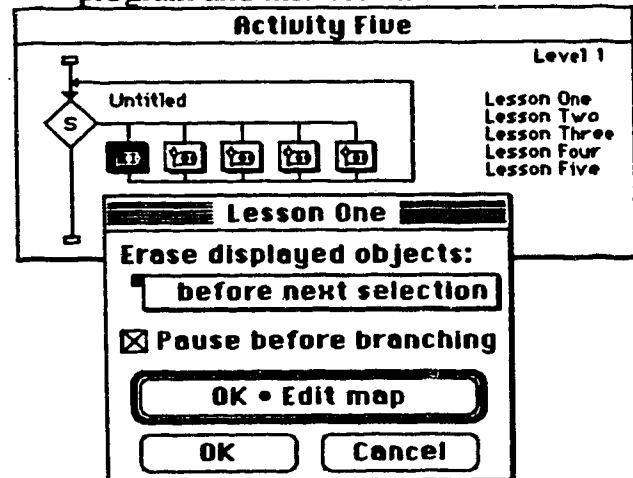 Activity Five
Level 1
Untitled
S
Lesson One
Lesson Two
Lesson Three
Lesson Four
Lesson Five
Lesson One
Erase displayed objects:
before next selection
Pause before branching
OK • Edit map
OK
Cancel